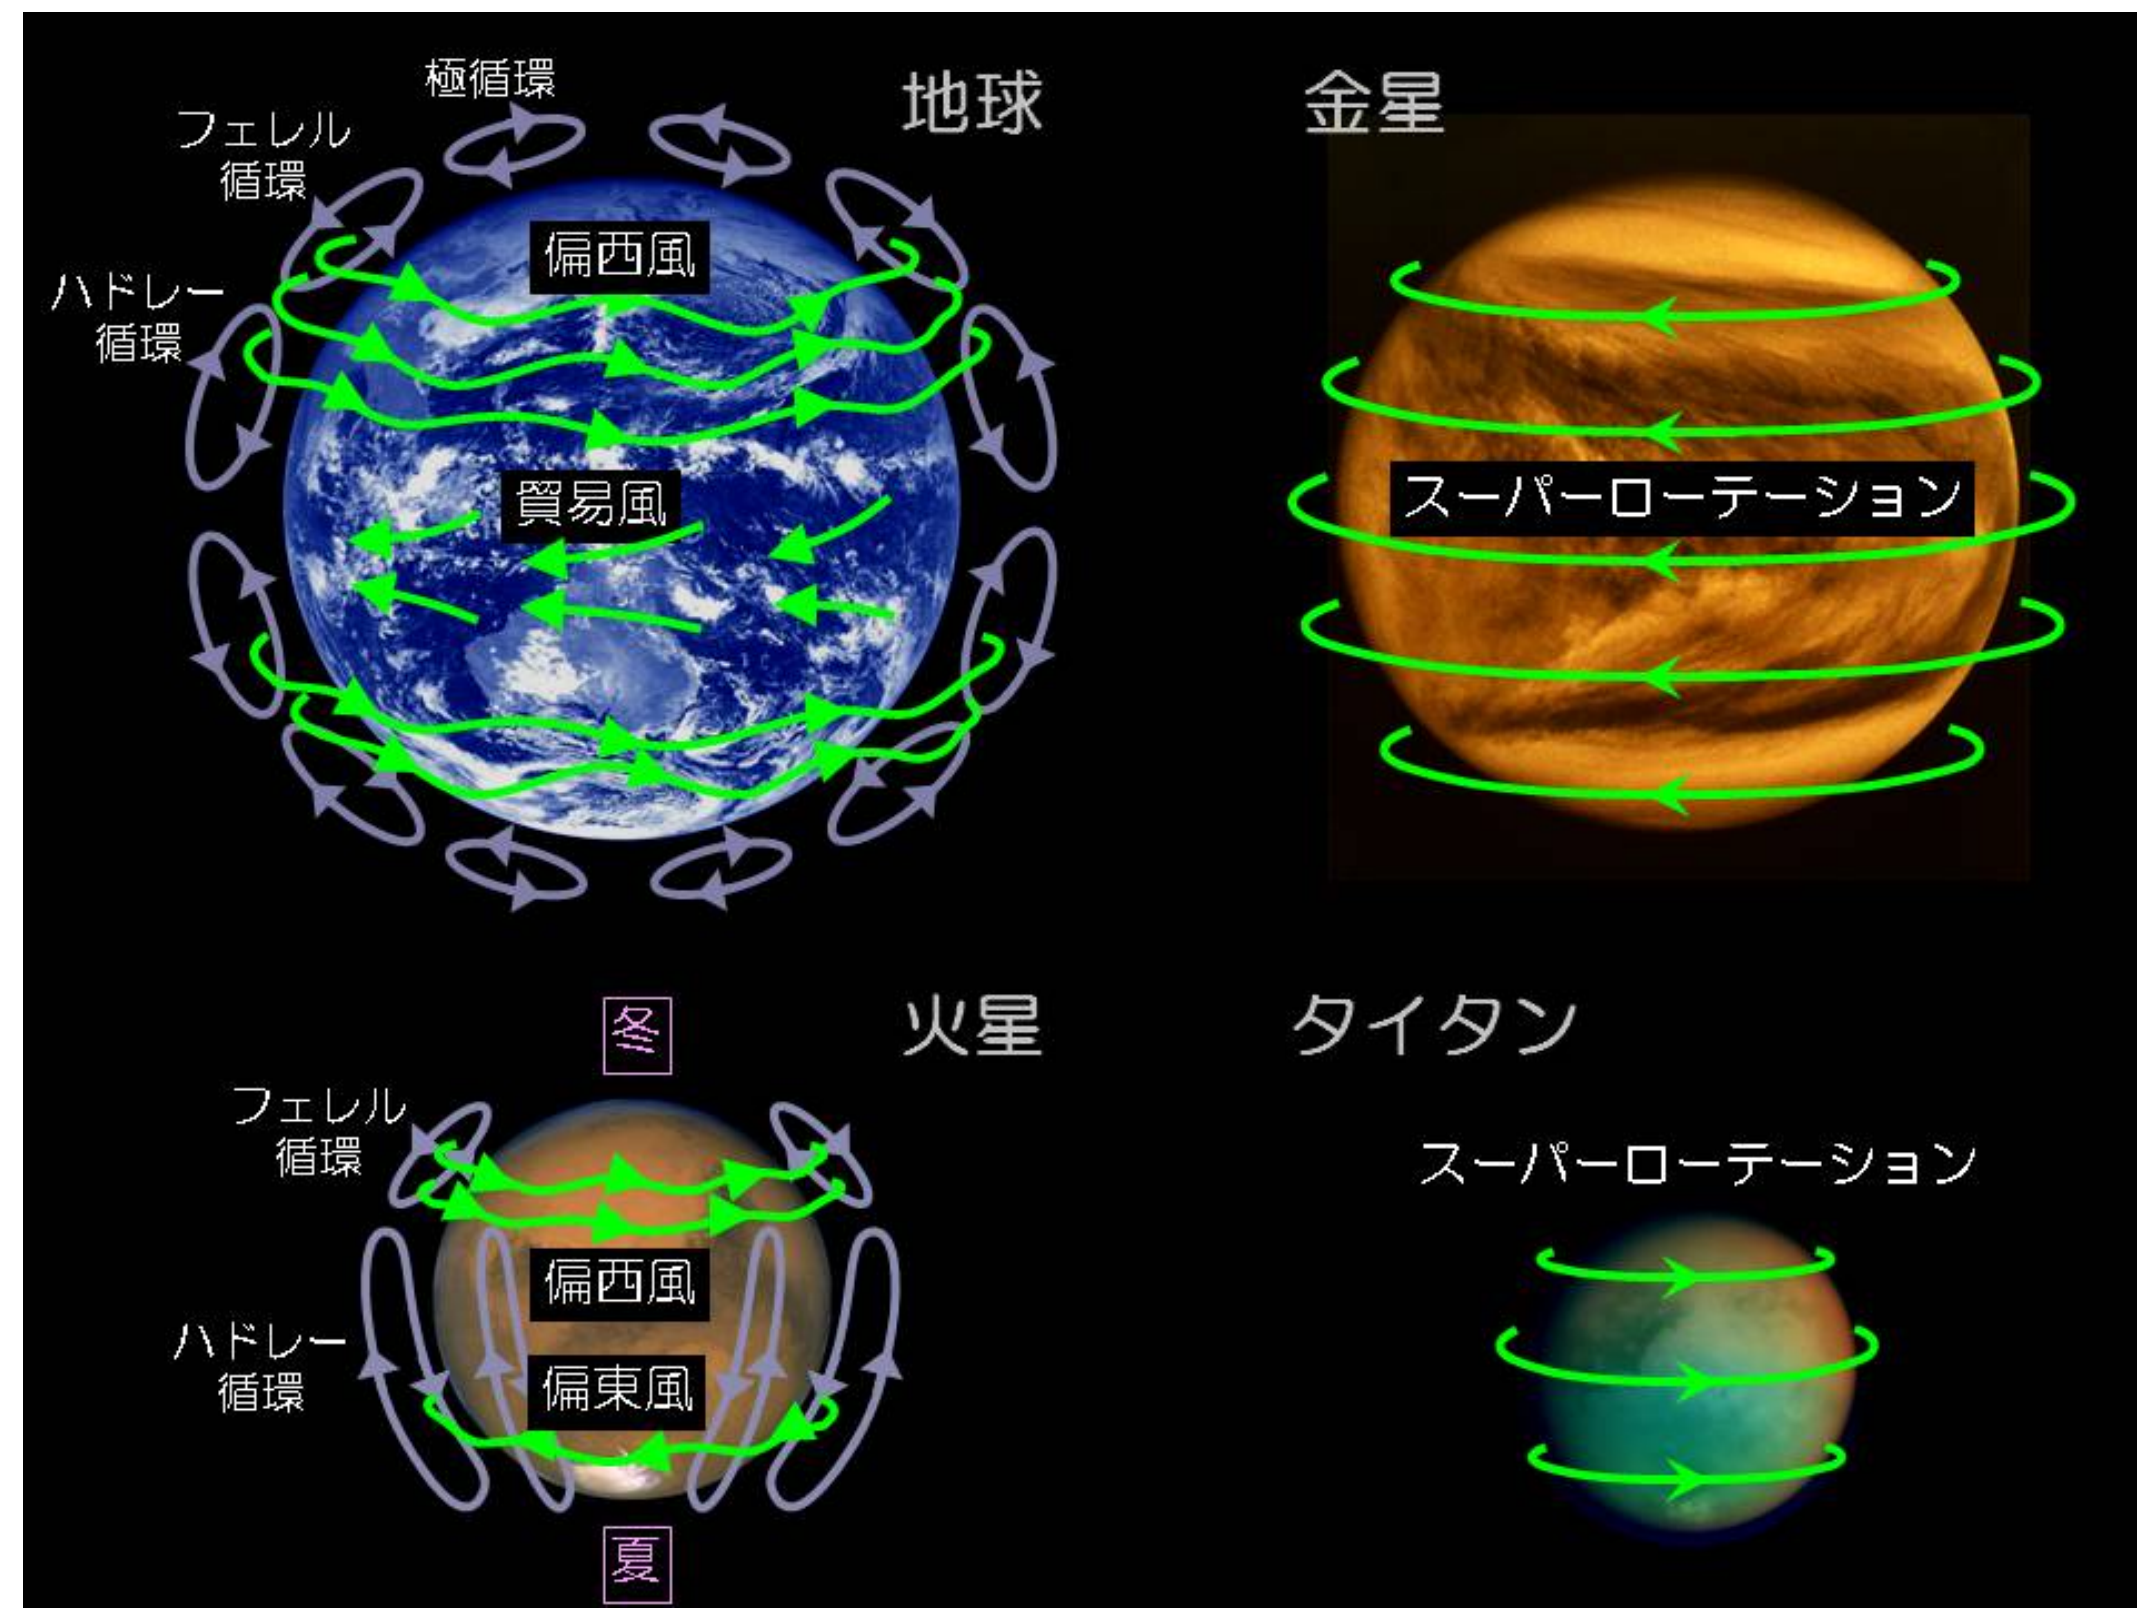 地球
極循環
フェレル
循環
ハドレー
循環
偏西風
貿易風
金星
スーパーローテーション
火星
冬
フェレル
循環
ハドレー
循環
偏西風
偏東風
夏
タイタン
スーパーローテーション